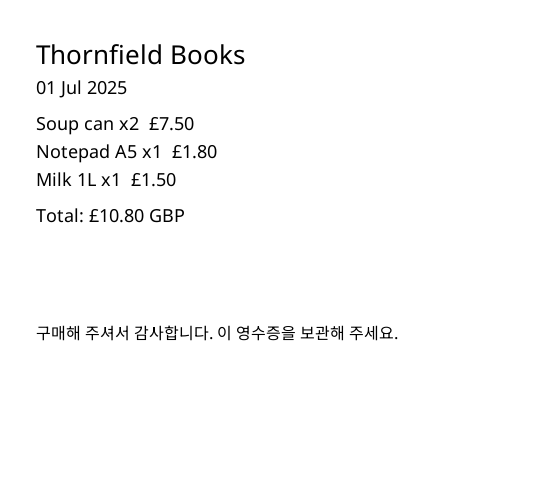 Thornfield Books
01 Jul 2025
Soup can x2  £7.50
Notepad A5 x1  £1.80
Milk 1L x1  £1.50
Total: £10.80 GBP
구매해 주셔서 감사합니다. 이 영수증을 보관해 주세요.